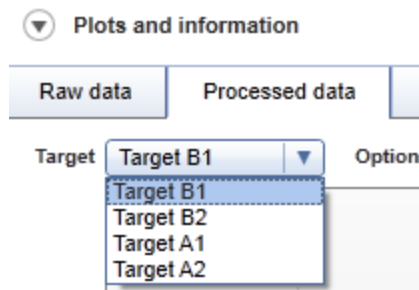 Plots and information
Raw data
Processed data
Target
Target B1
Option
Target B1
Target B2
Target A1
Target A2